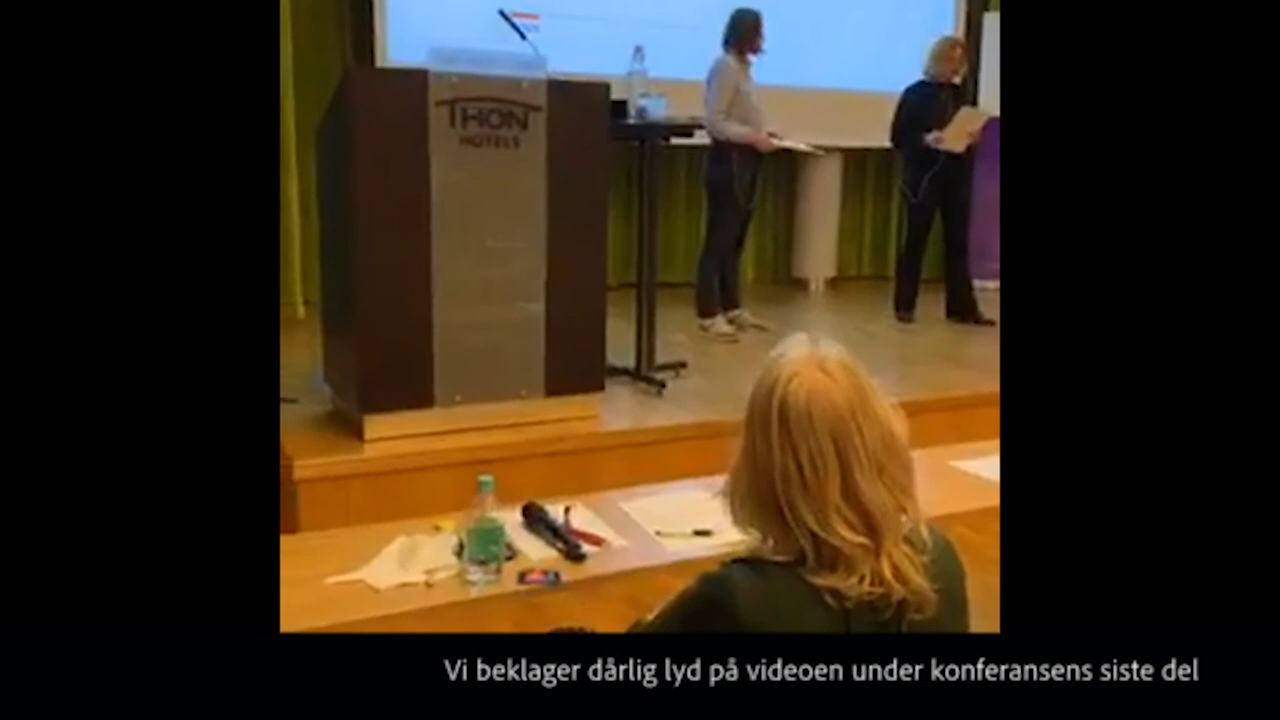 THON
HOTELS
Vi beklager dårlig lyd på videoen under konferansens siste del